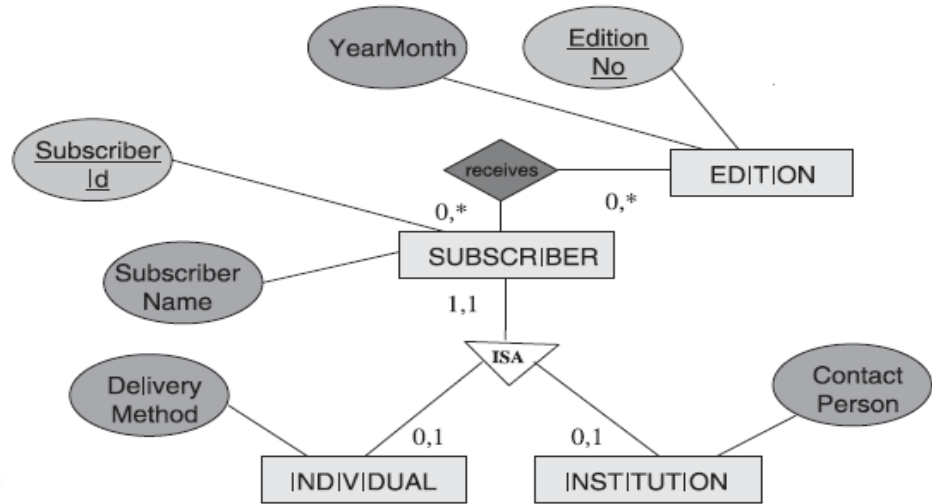 YearMonth
Edition
No
Subscriber
Id
receives
EDITION
0,*
0,*
SUBSCRIBER
Subscriber
Name
1,1
ISA
Delivery
Method
Contact
Person
0,1
0,1
INDIVIDUAL
INSTITUTION